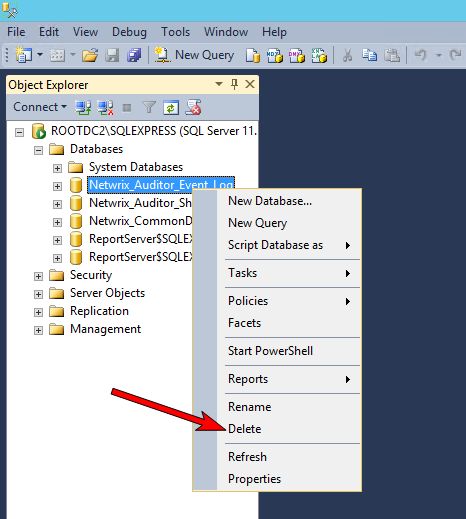 File Edit View Debug Tools Window Help
New Query
Object Explorer
Connect
ROOTDC2\SQLEXPRESS (SQL Server 11.
Databases
System Databases
Netwrix_Auditor_Event_Log
Netwrix_Auditor_Sh
Netwrix_CommonD
ReportServer$SQLEX
ReportServer$SQLEX
Security
Server Objects
Replication
Management
New Database...
New Query
Script Database as
Tasks
Policies
Facets
Start PowerShell
Reports
Rename
Delete
Refresh
Properties